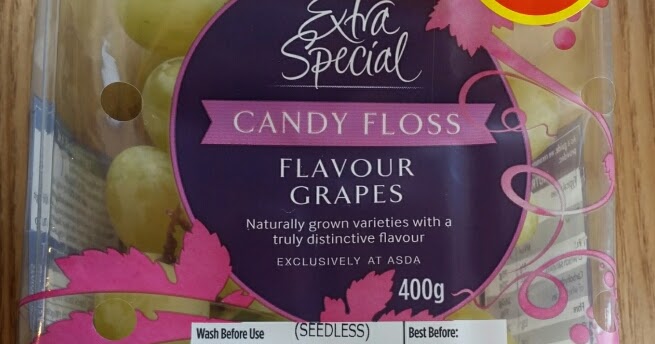 Extra
Special
CANDY FLOSS
FLAVOUR
GRAPES
Naturally grown varieties with a
truly distinctive flavour
EXCLUSIVELY AT ASDA
400g
Wash Before Use
(SEEDLESS)
Best Before: